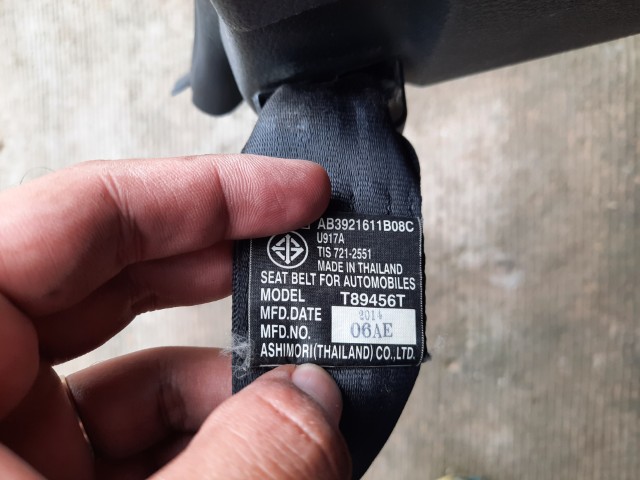 AB3921611B08C
U917A
TIS 721-2551
MADE IN THAILAND
SEAT BELT FOR AUTOMOBILES
MODEL T89456T
MFD.DATE 2014
MFD.NO. 06AE
ASHIMORI(THAILAND) CO.,LTD.